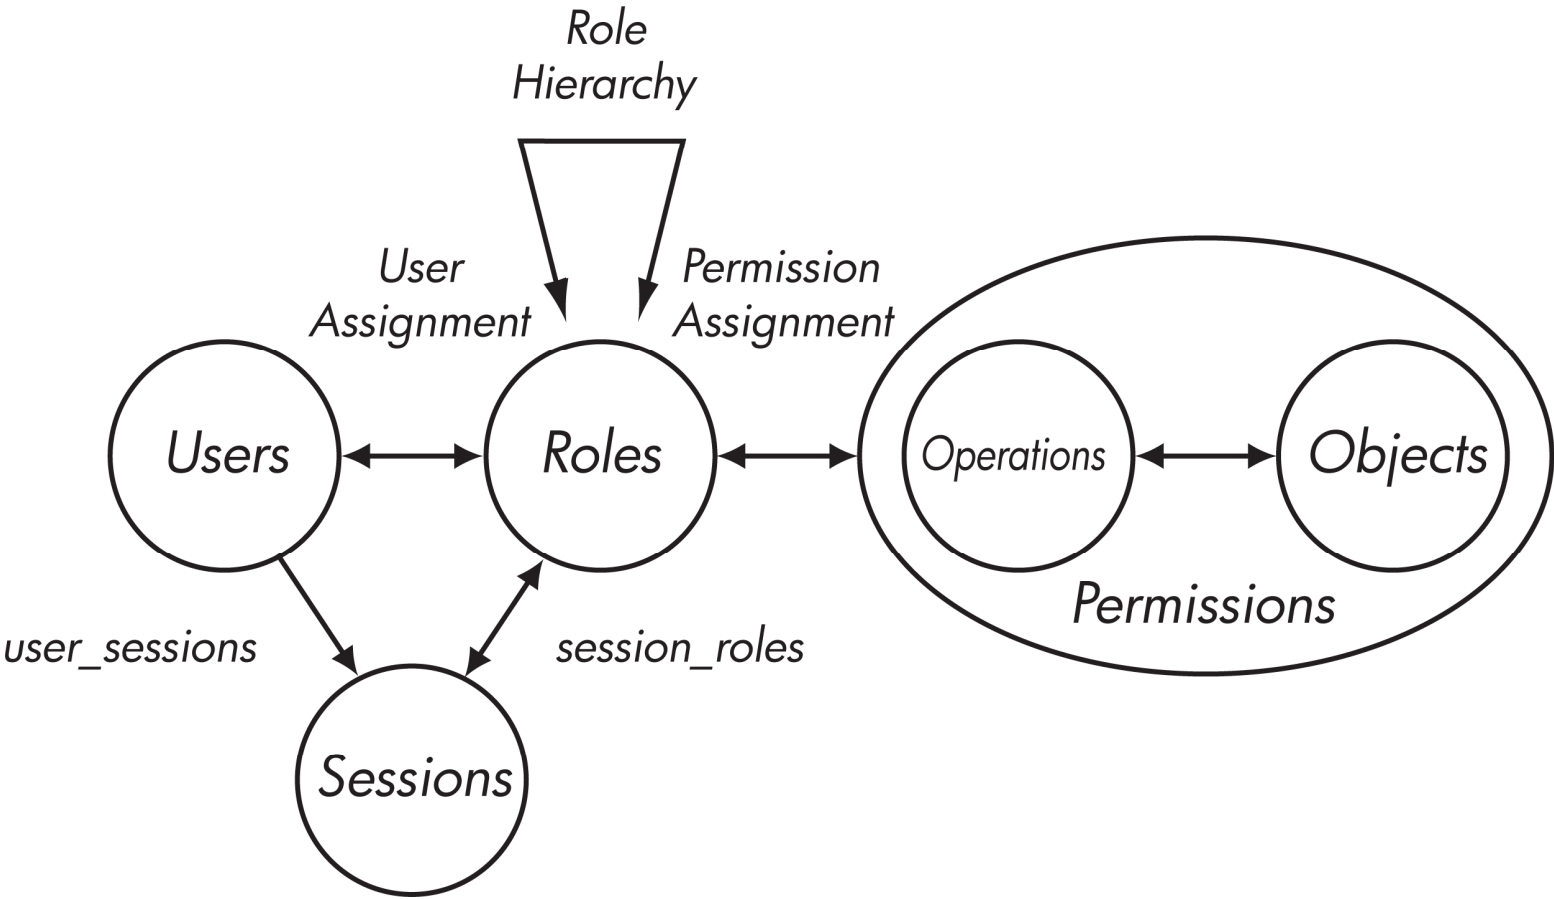 Role
Hierarchy
User
Assignment
Permission
Assignment
Users
Roles
Operations
Objects
Permissions
user_sessions
session_roles
Sessions